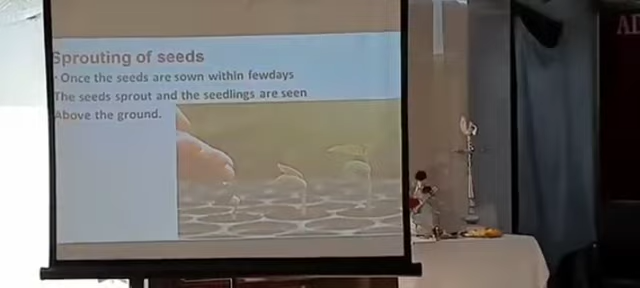 Sprouting of seeds
• Once the seeds are sown within fewdays
The seeds sprout and the seedlings are seen
Above the ground.